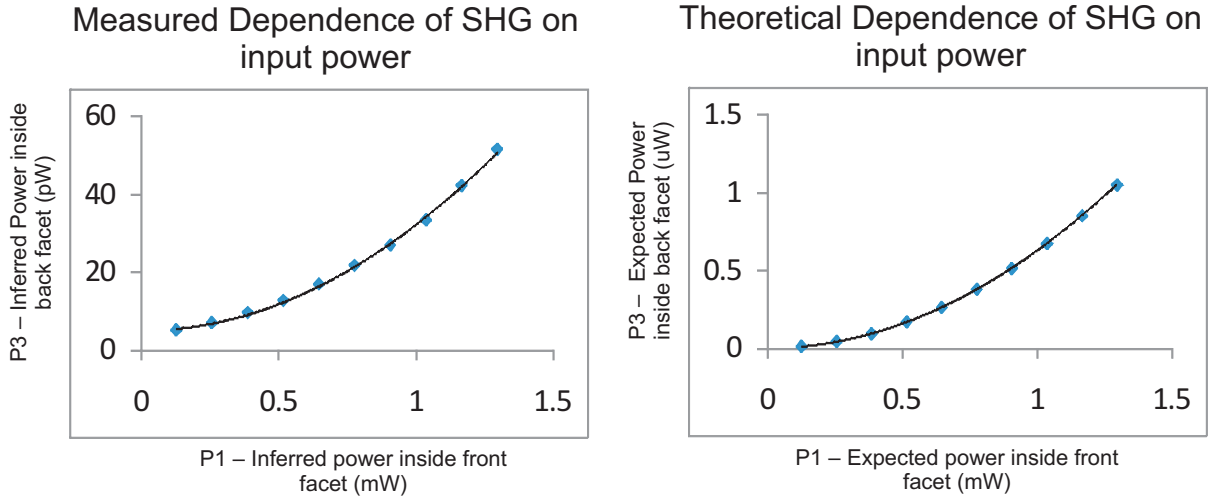 Measured Dependence of SHG on
input power
P3 – Inferred Power inside
back facet (pW)
60
40
20
0
0 0.5 1 1.5
P1 – Inferred power inside front
facet (mW)
Theoretical Dependence of SHG on
input power
P3 – Expected Power
inside back facet (uW)
1.5
1
0.5
0
0 0.5 1 1.5
P1 – Expected power inside front
facet (mW)